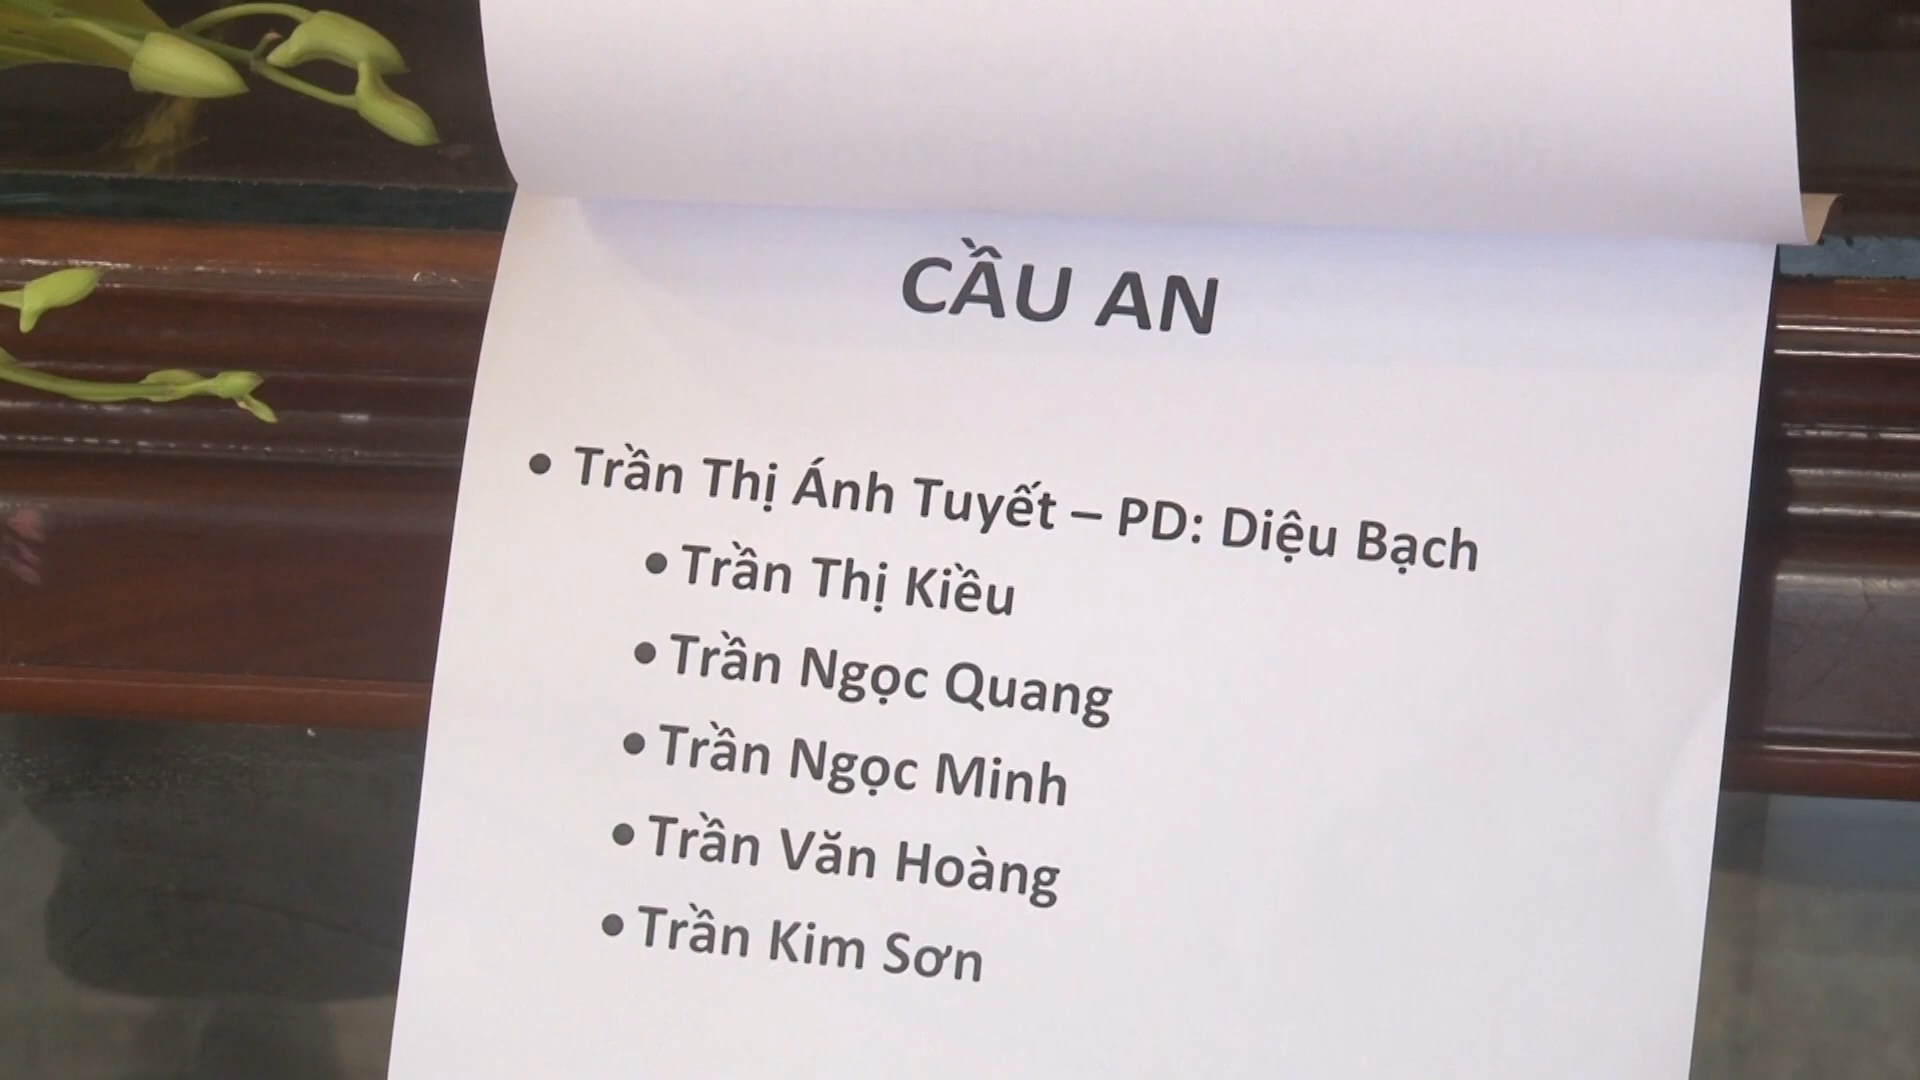 CẦU AN
• Trần Thị Ánh Tuyết – PD: Diệu Bạch
• Trần Thị Kiều
• Trần Ngọc Quang
• Trần Ngọc Minh
• Trần Văn Hoàng
• Trần Kim Sơn